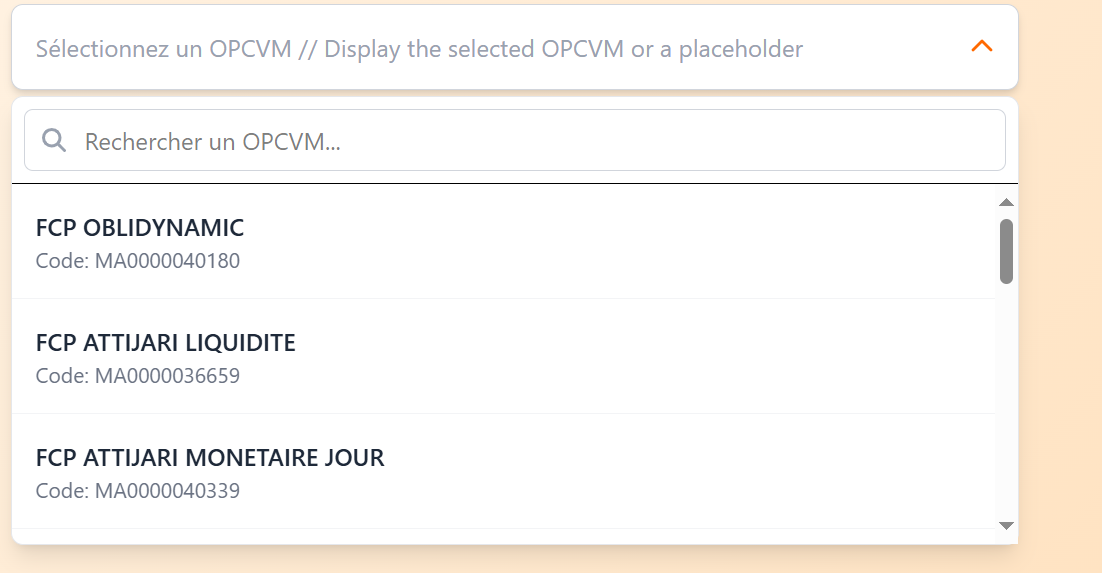 Sélectionnez un OPCVM // Display the selected OPCVM or a placeholder
Rechercher un OPCVM...
FCP OBLIDYNAMIC
Code: MA0000040180
FCP ATTIJARI LIQUIDITE
Code: MA0000036659
FCP ATTIJARI MONETAIRE JOUR
Code: MA0000040339